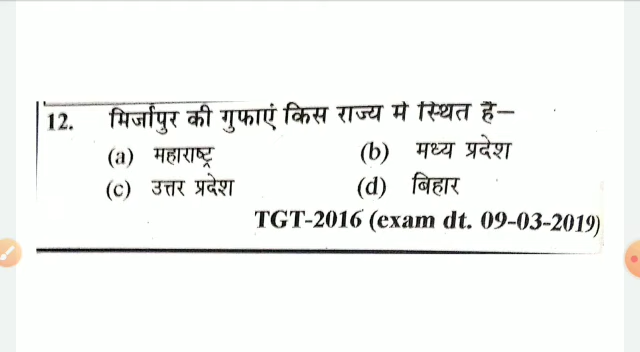 12. मिर्जापुर की गुफाएं किस राज्य मे स्थित है–
(a) महाराष्ट्र (b) मध्य प्रदेश
(c) उत्तर प्रदेश (d) बिहार
TGT-2016 (exam dt. 09-03-2019)